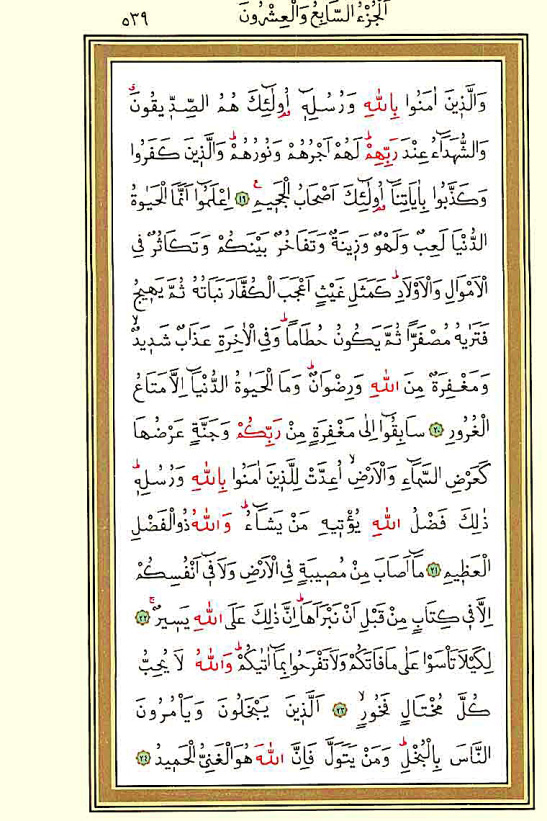 اَلْجُزْءُ السَّابِعُ وَالْعِشْرُونَ ٥٣٩
وَالَّذ۪ينَ اٰمَنُوا بِاللّٰهِ وَرُسُلِه۪ٓ اُو۬لٰٓئِكَ هُمُ الصِّدّ۪يقُونَۗ
وَالشُّهَدَٓاءُ عِنْدَ رَبِّهِمْۜ لَهُمْ اَجْرُهُمْ وَنُورُهُمْۜ وَالَّذ۪ينَ كَفَرُوا
وَكَذَّبُوا بِاٰيَاتِنَٓا اُو۬لٰٓئِكَ اَصْحَابُ الْجَح۪يمِ۟ ﴿١٩﴾ اِعْلَمُٓوا اَنَّمَا الْحَيٰوةُ
الدُّنْيَا لَعِبٌ وَلَهْوٌ وَز۪ينَةٌ وَتَفَاخُرٌ بَيْنَكُمْ وَتَكَاثُرٌ فِي
الْاَمْوَالِ وَالْاَوْلَادِۜ كَمَثَلِ غَيْثٍ اَعْجَبَ الْكُفَّارَ نَبَاتُهُ ثُمَّ يَه۪يجُ
فَتَرٰيهُ مُصْفَرًّا ثُمَّ يَكُونُ حُطَامًاۜ وَفِي الْاٰخِرَةِ عَذَابٌ شَد۪يدٌۙ
وَمَغْفِرَةٌ مِنَ اللّٰهِ وَرِضْوَانٌۜ وَمَا الْحَيٰوةُ الدُّنْيَٓا اِلَّا مَتَاعُ
الْغُرُورِ ﴿٢٠﴾ سَابِقُٓوا اِلٰى مَغْفِرَةٍ مِنْ رَبِّكُمْ وَجَنَّةٍ عَرْضُهَا
كَعَرْضِ السَّمَٓاءِ وَالْاَرْضِۙ اُعِدَّتْ لِلَّذ۪ينَ اٰمَنُوا بِاللّٰهِ وَرُسُلِه۪ۜ
ذٰلِكَ فَضْلُ اللّٰهِ يُؤْت۪يهِ مَنْ يَشَٓاءُۜ وَاللّٰهُ ذُوالْفَضْلِ
الْعَظ۪يمِ ﴿٢١﴾ مَٓا اَصَابَ مِنْ مُص۪يبَةٍ فِي الْاَرْضِ وَلَا ف۪ٓي اَنْفُسِكُمْ
اِلَّا ف۪ي كِتَابٍ مِنْ قَبْلِ اَنْ نَبْرَاَهَاۜ اِنَّ ذٰلِكَ عَلَى اللّٰهِ يَس۪يرٌۚ ﴿٢٢﴾
لِكَيْلَا تَاْسَوْا عَلٰى مَا فَاتَكُمْ وَلَا تَفْرَحُوا بِمَٓا اٰتٰيكُمْۜ وَاللّٰهُ لَا يُحِبُّ
كُلَّ مُخْتَالٍ فَخُورٍۙ ﴿٢٣﴾ اَلَّذ۪ينَ يَبْخَلُونَ وَيَاْمُرُونَ
النَّاسَ بِالْبُخْلِۜ وَمَنْ يَتَوَلَّ فَاِنَّ اللّٰهَ هُوَ الْغَنِيُّ الْحَم۪يدُ ﴿٢٤﴾